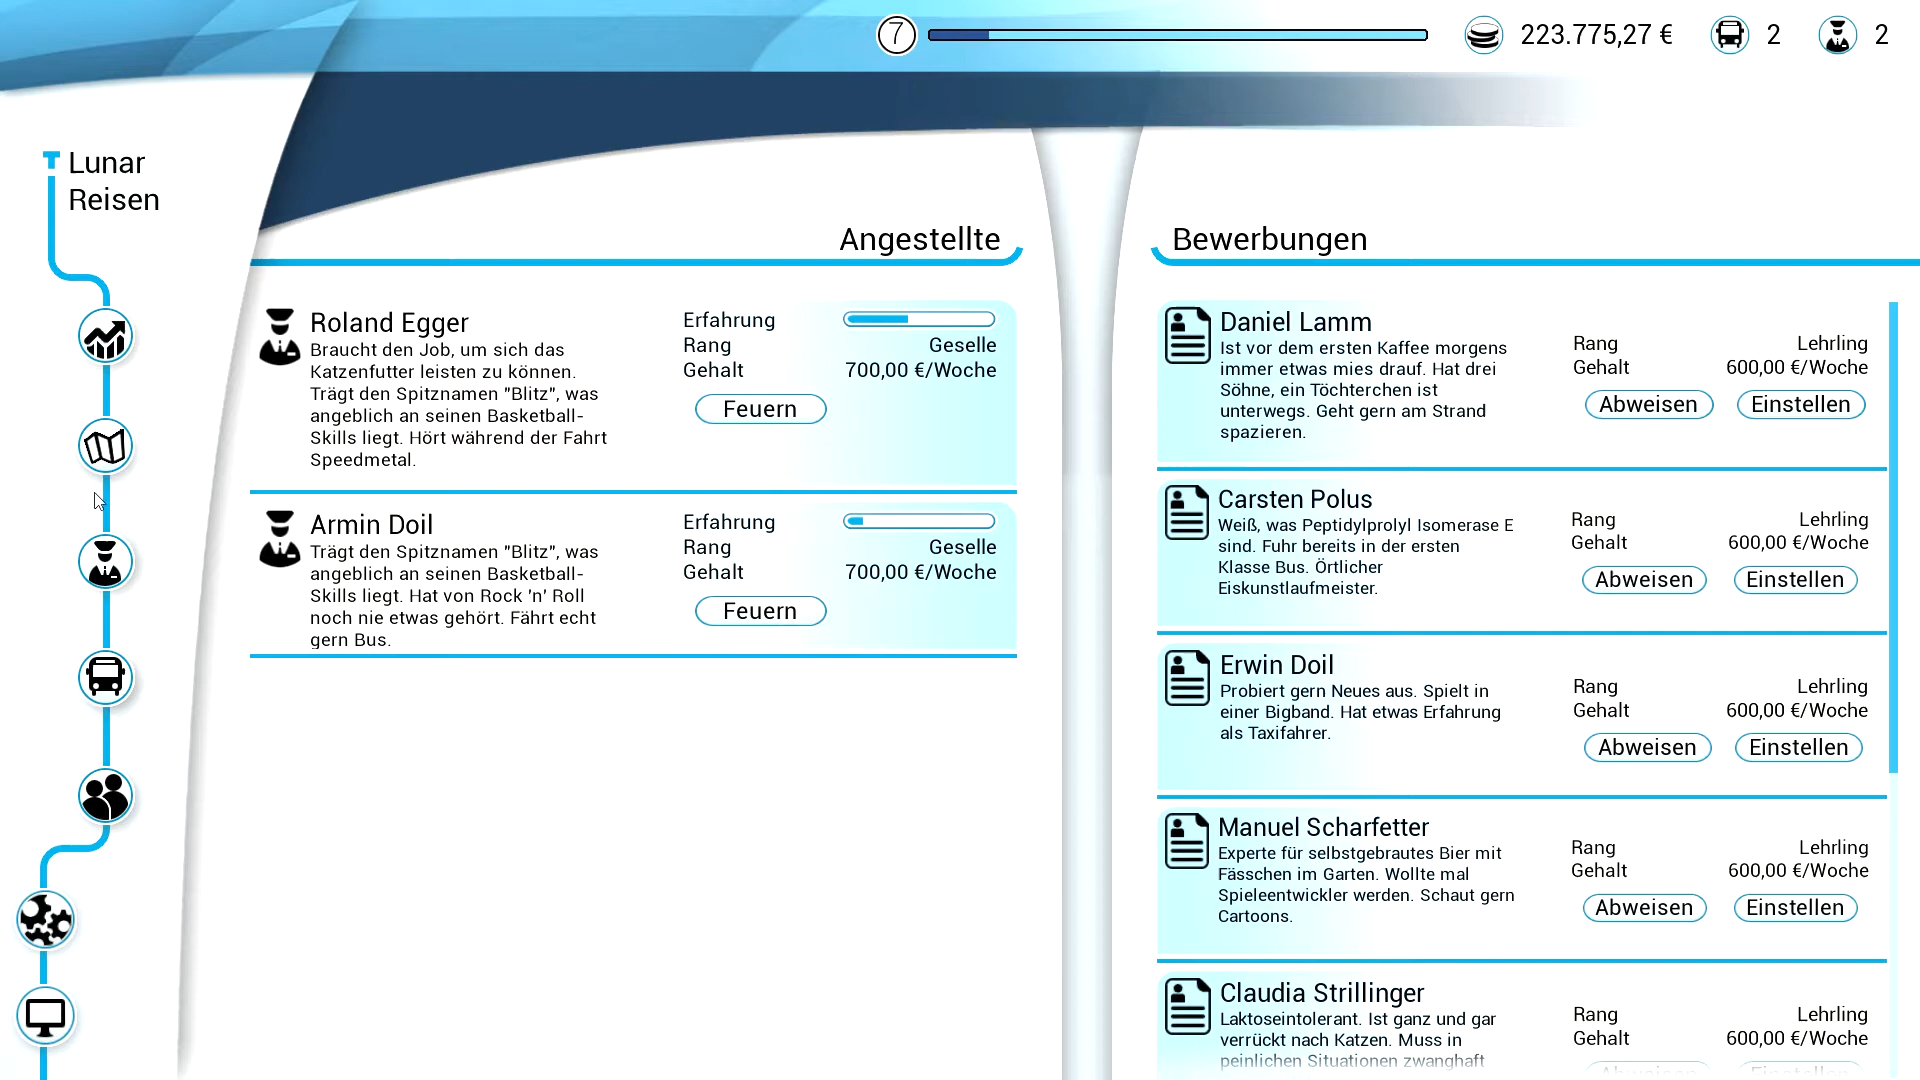 7
223.775,27 €
2
2
Lunar
Reisen
Angestellte
Roland Egger
Braucht den Job, um sich das
Katzenfutter leisten zu können.
Trägt den Spitznamen "Blitz", was
angeblich an seinen Basketball-
Skills liegt. Hört während der Fahrt
Speedmetal.
Erfahrung
Rang Geselle
Gehalt 700,00 €/Woche
Feuern
Armin Doil
Trägt den Spitznamen "Blitz", was
angeblich an seinen Basketball-
Skills liegt. Hat von Rock 'n' Roll
noch nie etwas gehört. Fährt echt
gern Bus.
Erfahrung
Rang Geselle
Gehalt 700,00 €/Woche
Feuern
Bewerbungen
Daniel Lamm
Ist vor dem ersten Kaffee morgens
immer etwas mies drauf. Hat drei
Söhne, ein Töchterchen ist
unterwegs. Geht gern am Strand
spazieren.
Rang Lehrling
Gehalt 600,00 €/Woche
Abweisen Einstellen
Carsten Polus
Weiß, was Peptidylprolyl Isomerase E
sind. Fuhr bereits in der ersten
Klasse Bus. Örtlicher
Eiskunstlaufmeister.
Rang Lehrling
Gehalt 600,00 €/Woche
Abweisen Einstellen
Erwin Doil
Probiert gern Neues aus. Spielt in
einer Bigband. Hat etwas Erfahrung
als Taxifahrer.
Rang Lehrling
Gehalt 600,00 €/Woche
Abweisen Einstellen
Manuel Scharfetter
Experte für selbstgebrautes Bier mit
Fässchen im Garten. Wollte mal
Spieleentwickler werden. Schaut gern
Cartoons.
Rang Lehrling
Gehalt 600,00 €/Woche
Abweisen Einstellen
Claudia Strillinger
Laktoseintolerant. Ist ganz und gar
verrückt nach Katzen. Muss in
peinlichen Situationen zwanghaft
Rang Lehrling
Gehalt 600,00 €/Woche
Abweisen Einstellen